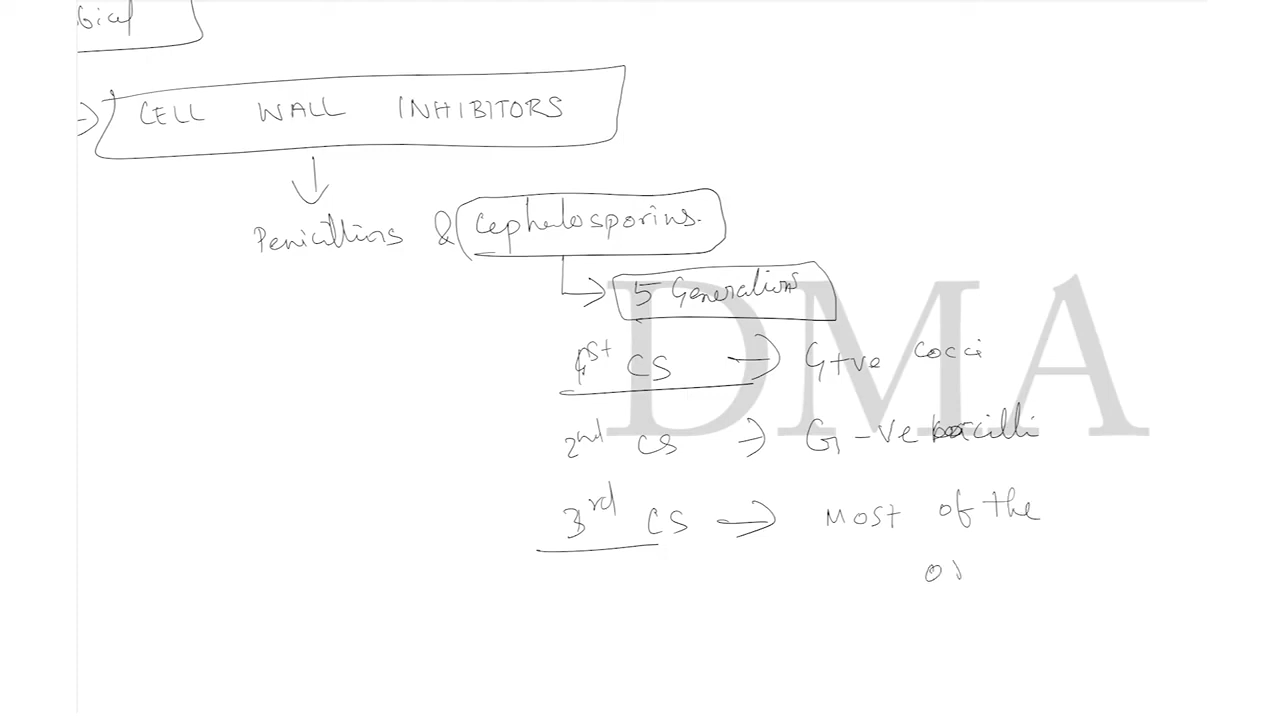 CELL WALL INHIBITORS
Penicillins & Cephalosporins.
5 Generations
1st CS → G+ve cocci
2nd CS → G-ve bacilli
3rd CS → Most of the
DMA